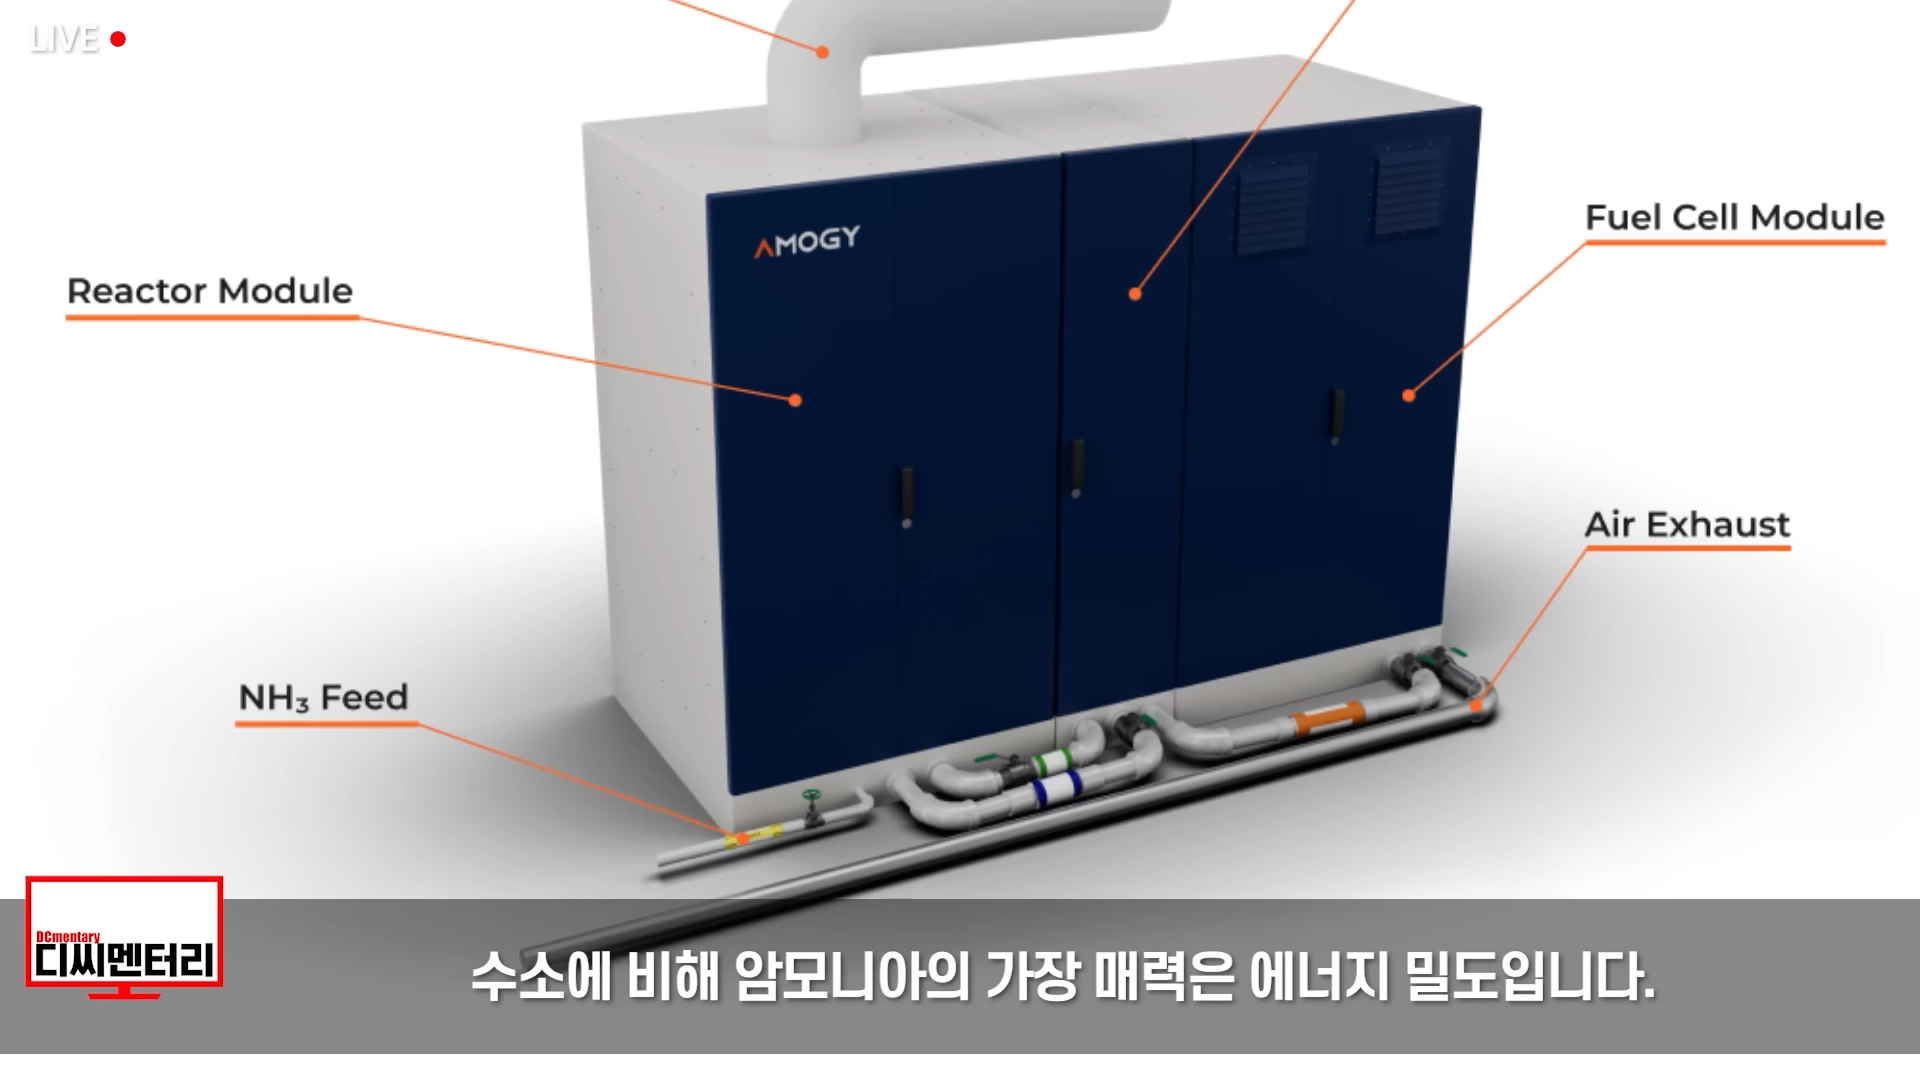 LIVE
AMOGY
Fuel Cell Module
Reactor Module
Air Exhaust
NH₃ Feed
DCmentary
디씨멘터리
수소에 비해 암모니아의 가장 매력은 에너지 밀도입니다.